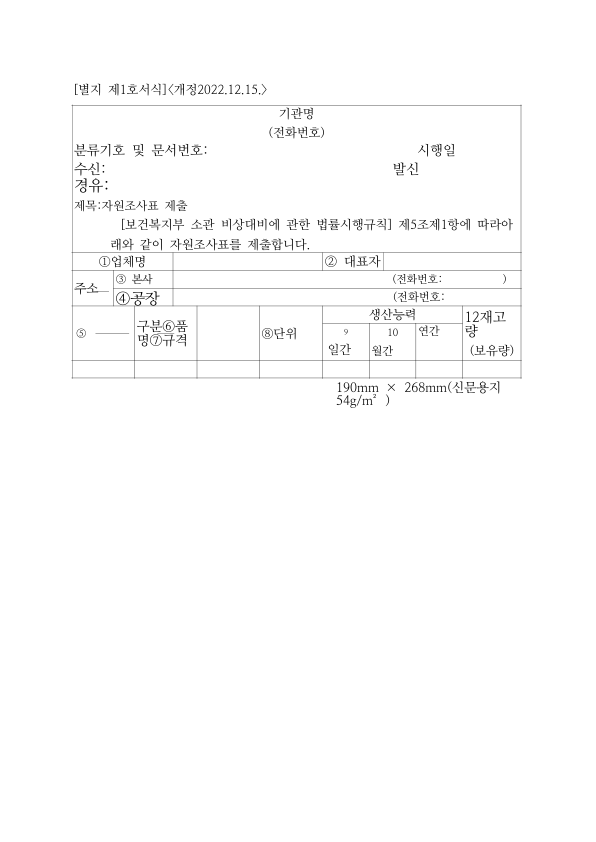 [별지 제1호서식]<개정2022.12.15.>
기관명
(전화번호)
분류기호 및 문서번호: 시행일
수신: 발신
경유:
제목:자원조사표 제출
[보건복지부 소관 비상대비에 관한 법률시행규칙] 제5조제1항에 따라아
래와 같이 자원조사표를 제출합니다.
①업체명 ② 대표자
주소 ③ 본사 (전화번호: )
④공장 (전화번호:
⑤ 구분⑥품
명⑦규격
⑧단위
생산능력
9
일간
10
월간
연간
12재고
량
(보유량)
190mm × 268mm(신문용지
54g/㎡ )